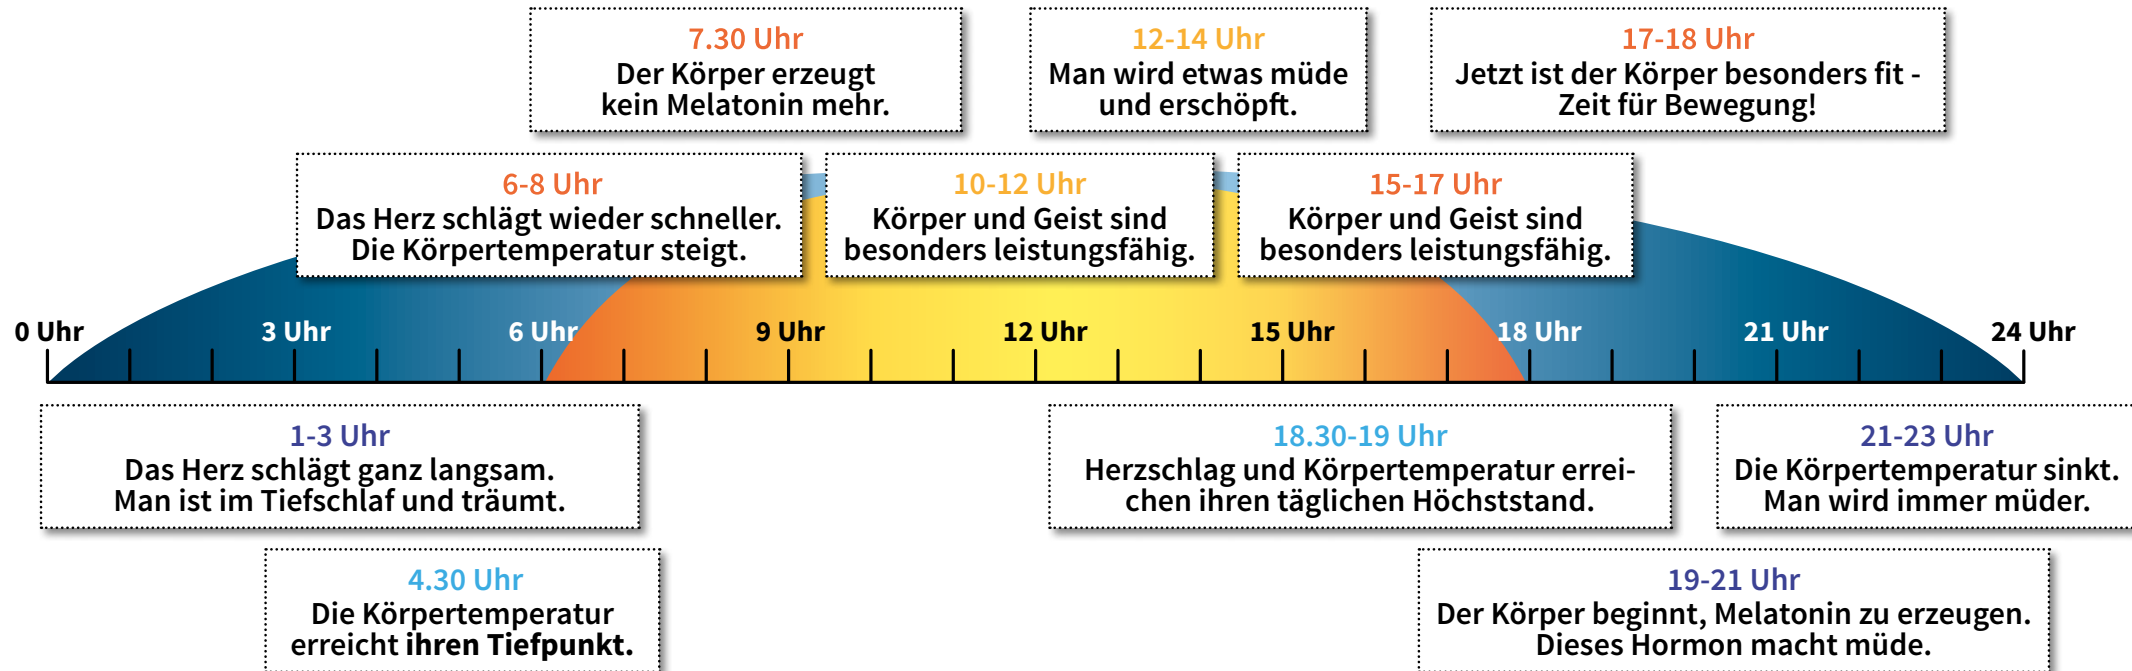 7.30 Uhr
Der Körper erzeugt
kein Melatonin mehr.
12-14 Uhr
Man wird etwas müde
und erschöpft.
17-18 Uhr
Jetzt ist der Körper besonders fit -
Zeit für Bewegung!
6-8 Uhr
Das Herz schlägt wieder schneller.
Die Körpertemperatur steigt.
10-12 Uhr
Körper und Geist sind
besonders leistungsfähig.
15-17 Uhr
Körper und Geist sind
besonders leistungsfähig.
0 Uhr 3 Uhr 6 Uhr 9 Uhr 12 Uhr 15 Uhr 18 Uhr 21 Uhr 24 Uhr
1-3 Uhr
Das Herz schlägt ganz langsam.
Man ist im Tiefschlaf und träumt.
18.30-19 Uhr
Herzschlag und Körpertemperatur errei-
chen ihren täglichen Höchststand.
21-23 Uhr
Die Körpertemperatur sinkt.
Man wird immer müder.
4.30 Uhr
Die Körpertemperatur
erreicht ihren Tiefpunkt.
19-21 Uhr
Der Körper beginnt, Melatonin zu erzeugen.
Dieses Hormon macht müde.